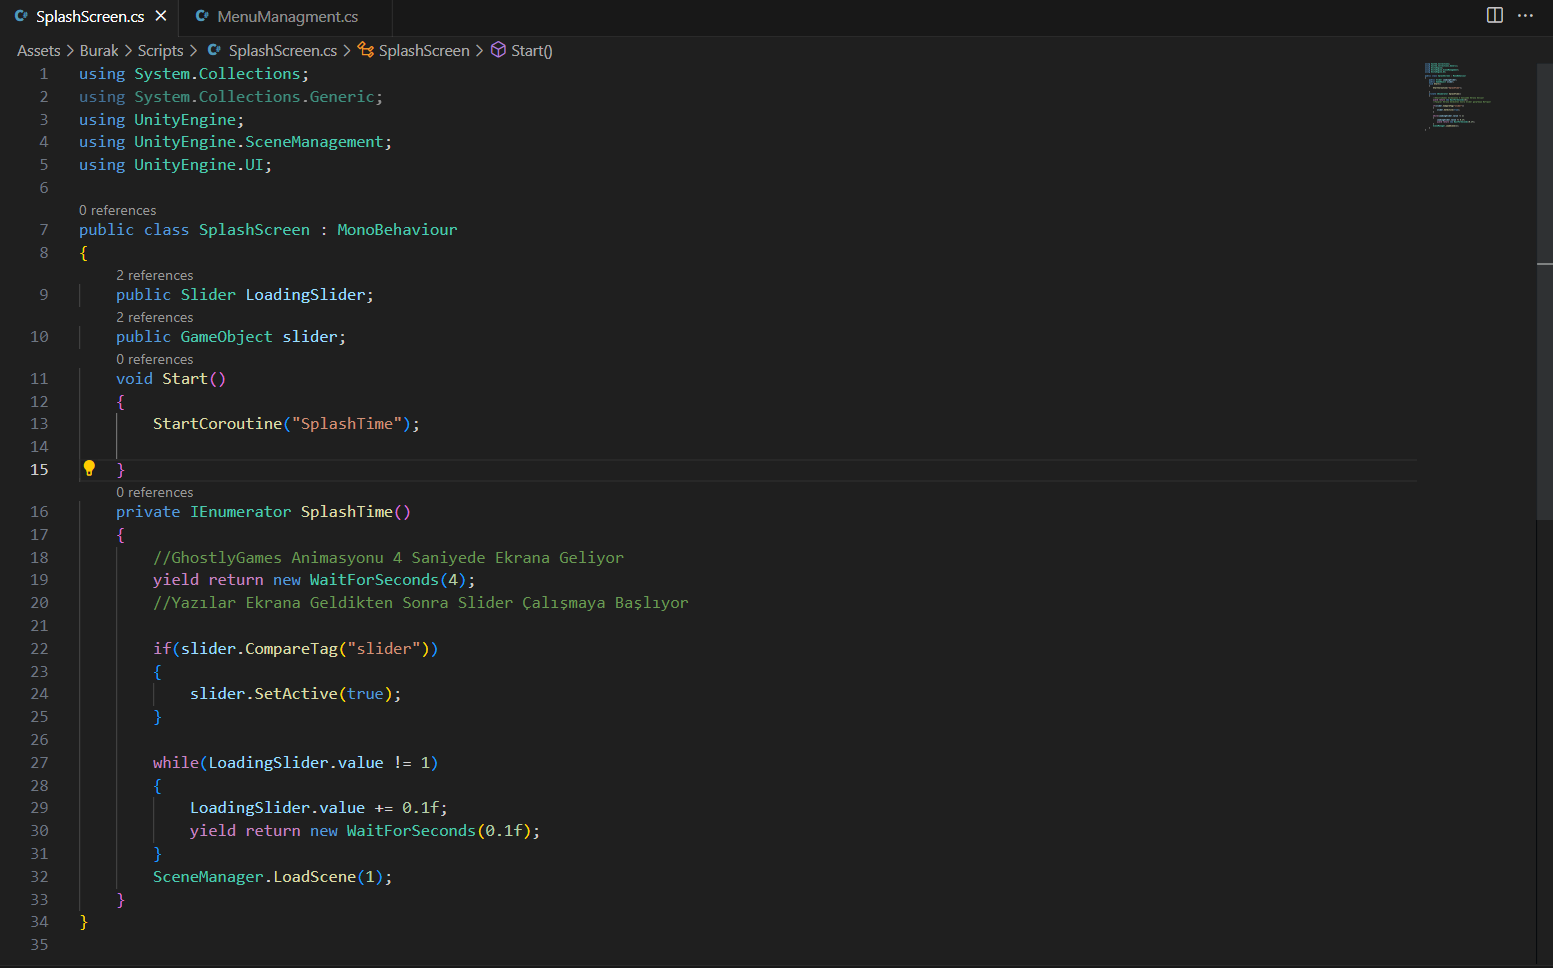 SplashScreen.cs MenuManagment.cs
Assets > Burak > Scripts > SplashScreen.cs > SplashScreen > Start()
1 using System.Collections;
2 using System.Collections.Generic;
3 using UnityEngine;
4 using UnityEngine.SceneManagement;
5 using UnityEngine.UI;
6
0 references
7 public class SplashScreen : MonoBehaviour
8 {
2 references
9 public Slider LoadingSlider;
2 references
10 public GameObject slider;
0 references
11 void Start()
12 {
13 StartCoroutine("SplashTime");
14
15 }
0 references
16 private IEnumerator SplashTime()
17 {
18 //GhostlyGames Animasyonu 4 Saniyede Ekrana Geliyor
19 yield return new WaitForSeconds(4);
20 //Yazılar Ekrana Geldikten Sonra Slider Çalışmaya Başlıyor
21
22 if(slider.CompareTag("slider"))
23 {
24 slider.SetActive(true);
25 }
26
27 while(LoadingSlider.value != 1)
28 {
29 LoadingSlider.value += 0.1f;
30 yield return new WaitForSeconds(0.1f);
31 }
32 SceneManager.LoadScene(1);
33 }
34 }
35